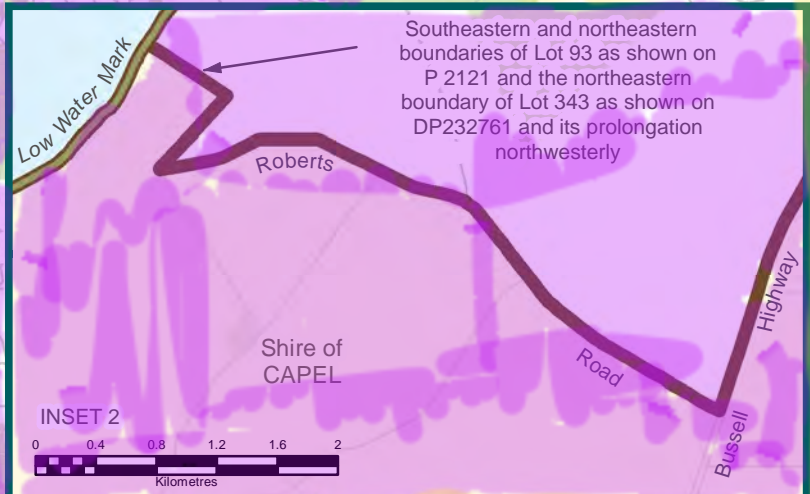 Southeastern and northeastern
boundaries of Lot 93 as shown on
P 2121 and the northeastern
boundary of Lot 343 as shown on
DP232761 and its prolongation
northwesterly
Low Water Mark
Roberts
Highway
Shire of
CAPEL
Road
Bussell
INSET 2
0 0.4 0.8 1.2 1.6 2
Kilometres